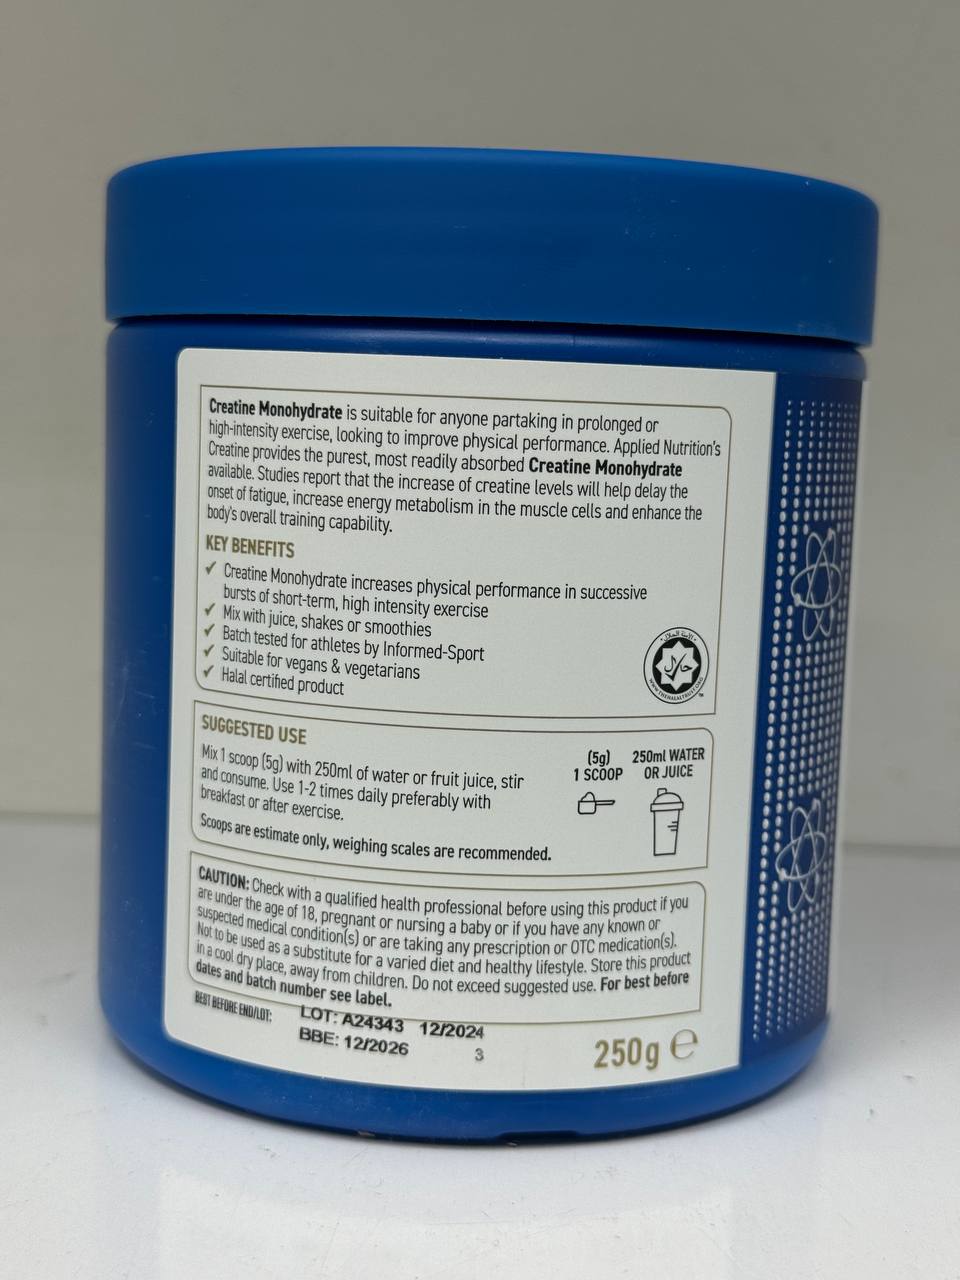 Creatine Monohydrate is suitable for anyone partaking in prolonged or
high-intensity exercise, looking to improve physical performance. Applied Nutrition's
Creatine provides the purest, most readily absorbed Creatine Monohydrate
available. Studies report that the increase of creatine levels will help delay the
onset of fatigue, increase energy metabolism in the muscle cells and enhance the
body's overall training capability.
KEY BENEFITS
✓ Creatine Monohydrate increases physical performance in successive
bursts of short-term, high intensity exercise
✓ Mix with juice, shakes or smoothies
✓ Batch tested for athletes by Informed-Sport
✓ Suitable for vegans & vegetarians
✓ Halal certified product
حلال
SUGGESTED USE
Mix 1 scoop (5g) with 250ml of water or fruit juice, stir
and consume. Use 1-2 times daily preferably with
breakfast or after exercise.
Scoops are estimate only, weighing scales are recommended.
(5g)
1 SCOOP
250ml WATER
OR JUICE
CAUTION: Check with a qualified health professional before using this product if you
are under the age of 18, pregnant or nursing a baby or if you have any known or
suspected medical condition(s) or are taking any prescription or OTC medication(s).
Not to be used as a substitute for a varied diet and healthy lifestyle. Store this product
in a cool dry place, away from children. Do not exceed suggested use. For best before
dates and batch number see label.
BEST BEFORE END/LOT:
LOT: A24343 12/2024
BBE: 12/2026 3
250g ℮